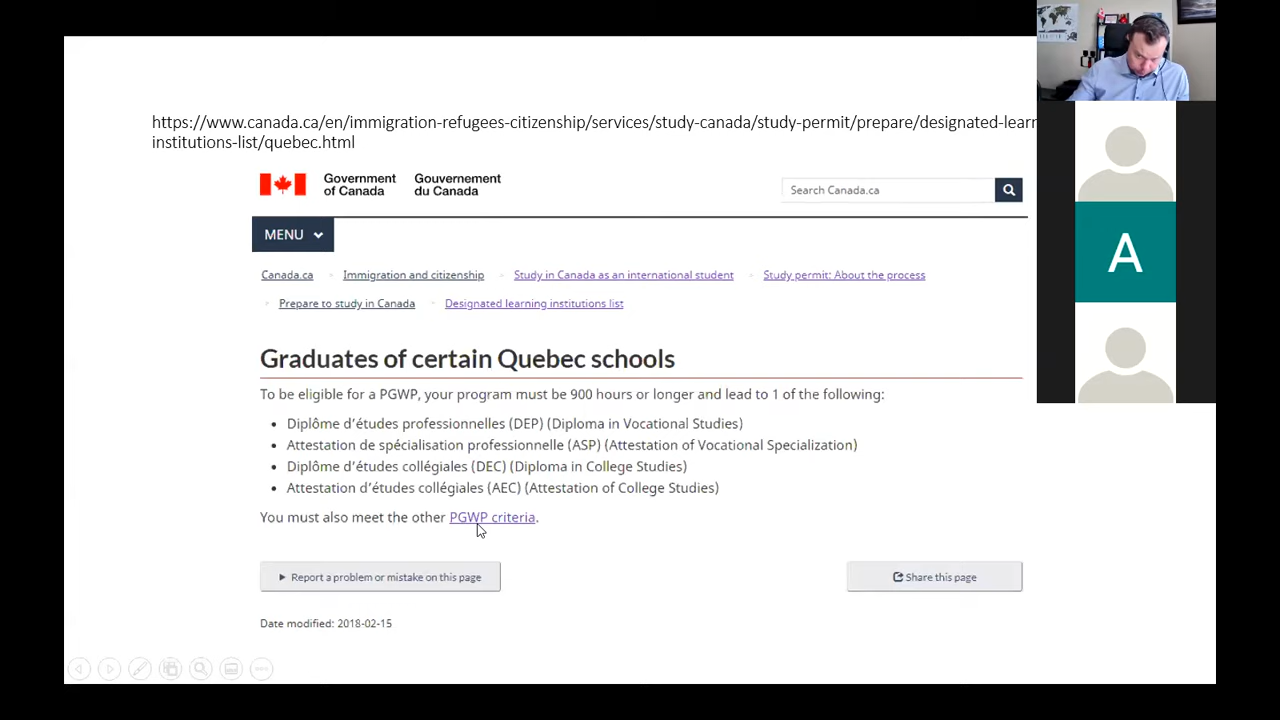 https://www.canada.ca/en/immigration-refugees-citizenship/services/study-canada/study-permit/prepare/designated-lear
institutions-list/quebec.html
Government of Canada
Gouvernement du Canada
Search Canada.ca
MENU
Canada.ca Immigration and citizenship Study in Canada as an international student Study permit: About the process
Prepare to study in Canada Designated learning institutions list
Graduates of certain Quebec schools
To be eligible for a PGWP, your program must be 900 hours or longer and lead to 1 of the following:
• Diplôme d'études professionnelles (DEP) (Diploma in Vocational Studies)
• Attestation de spécialisation professionnelle (ASP) (Attestation of Vocational Specialization)
• Diplôme d'études collégiales (DEC) (Diploma in College Studies)
• Attestation d'études collégiales (AEC) (Attestation of College Studies)
You must also meet the other PGWP criteria.
Report a problem or mistake on this page
Share this page
Date modified: 2018-02-15
A